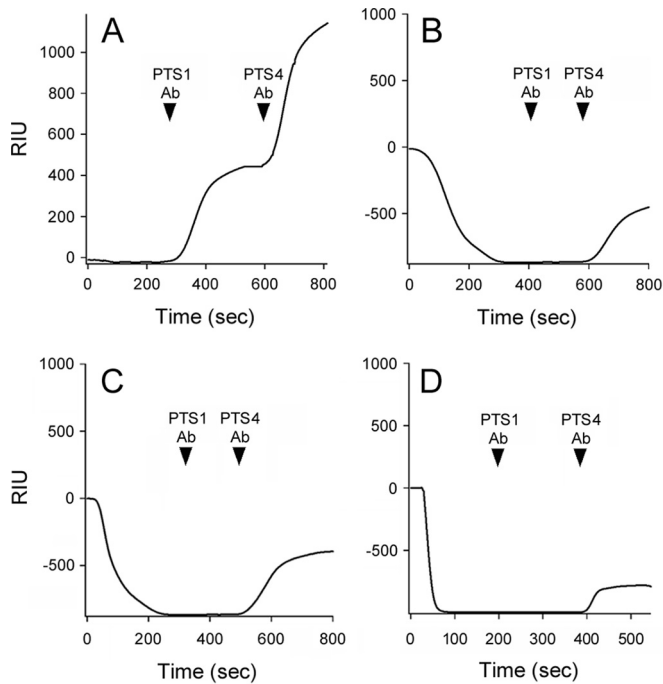 A
PTS1 PTS4
Ab Ab
RIU
1000
800
600
400
200
0
0 200 400 600 800
Time (sec)
B
PTS1 PTS4
Ab Ab
1000
500
0
-500
0 200 400 600 800
Time (sec)
C
PTS1 PTS4
Ab Ab
RIU
1000
500
0
-500
0 200 400 600 800
Time (sec)
D
PTS1 PTS4
Ab Ab
1000
500
0
-500
0 100 200 300 400 500
Time (sec)